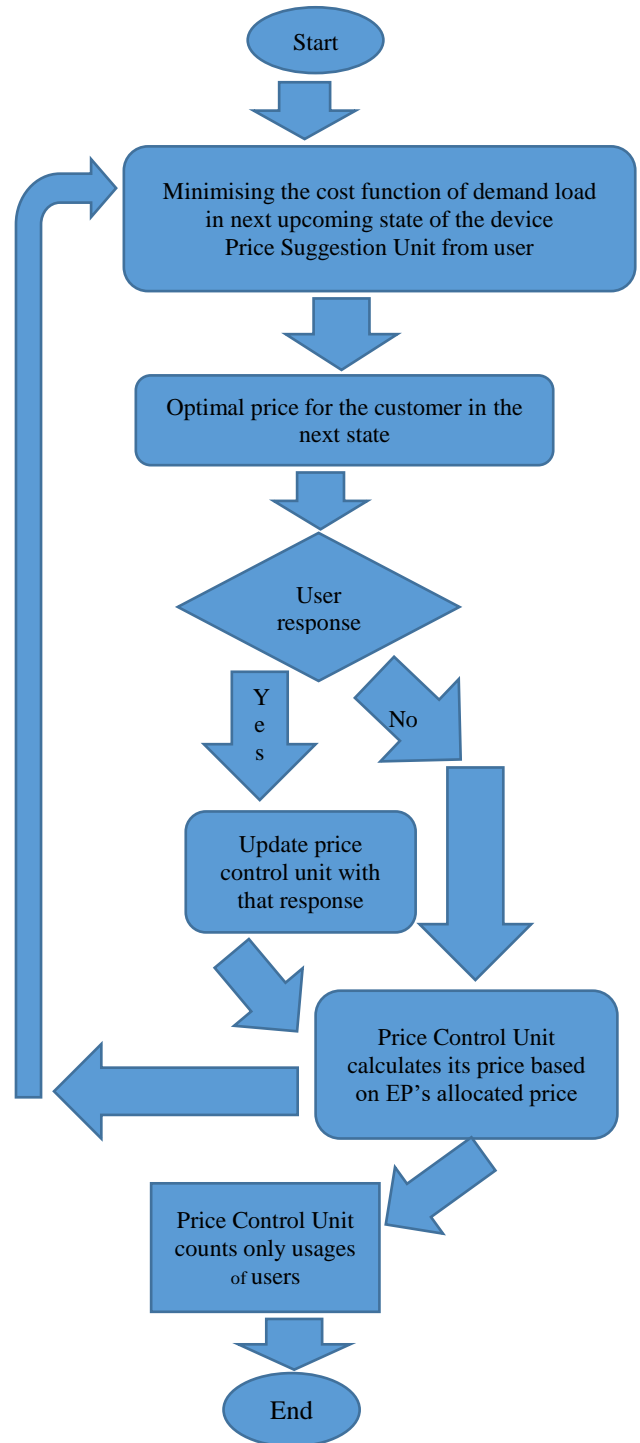 Start
Minimising the cost function of demand load
in next upcoming state of the device
Price Suggestion Unit from user
Optimal price for the customer in the
next state
User
response
Y
e
s
No
Update price
control unit with
that response
Price Control Unit
calculates its price based
on EP’s allocated price
Price Control Unit
counts only usages
of users
End